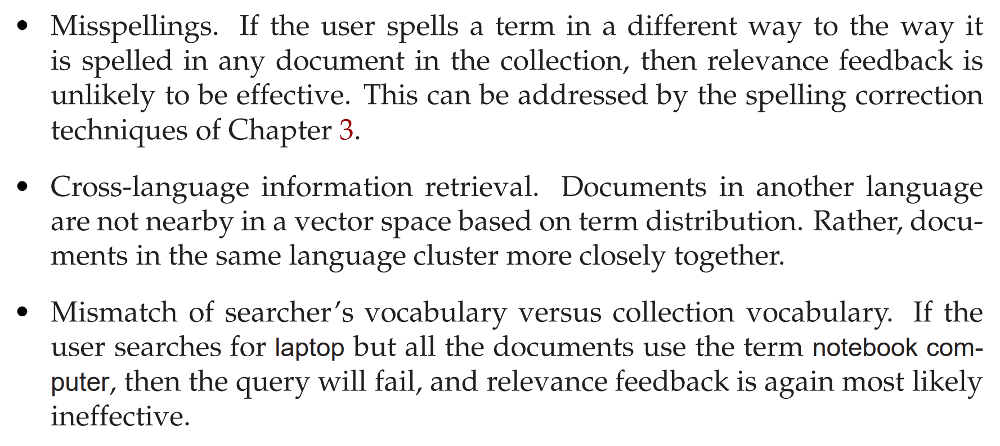 • Misspellings. If the user spells a term in a different way to the way it
is spelled in any document in the collection, then relevance feedback is
unlikely to be effective. This can be addressed by the spelling correction
techniques of Chapter 3.
• Cross-language information retrieval. Documents in another language
are not nearby in a vector space based on term distribution. Rather, docu-
ments in the same language cluster more closely together.
• Mismatch of searcher's vocabulary versus collection vocabulary. If the
user searches for laptop but all the documents use the term notebook com-
puter, then the query will fail, and relevance feedback is again most likely
ineffective.